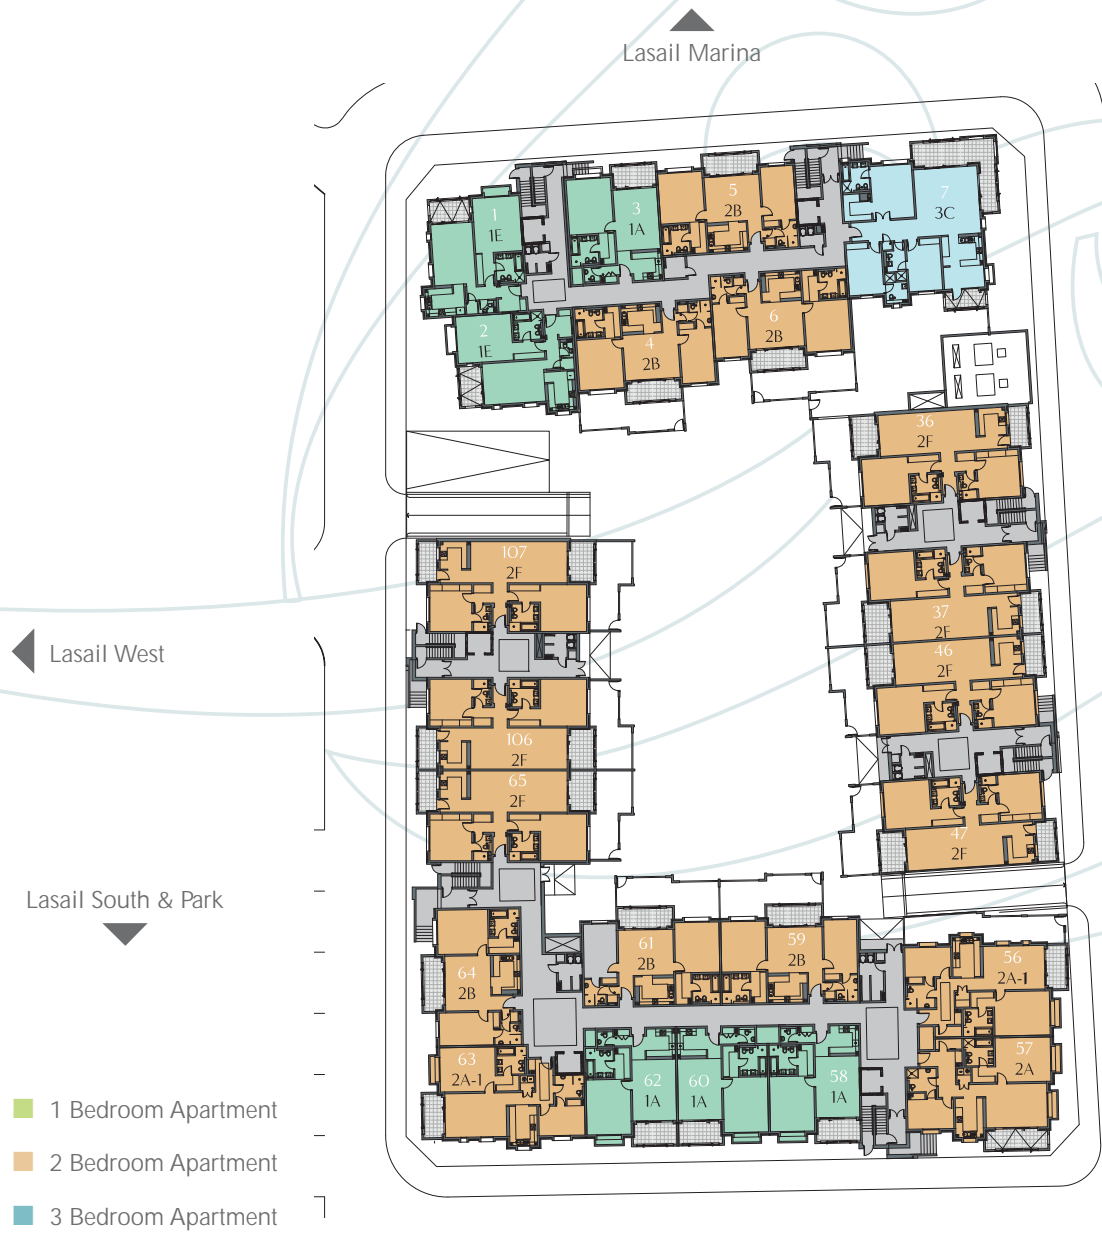 Lasail Marina
1
1E
3
1A
5
2B
7
3C
2
1E
4
2B
6
2B
36
2F
107
2F
37
2F
46
2F
Lasail West
106
2F
65
2F
47
2F
Lasail South & Park
61
2B
59
2B
56
2A-1
64
2B
63
2A-1
62
1A
60
1A
58
1A
57
2A
1 Bedroom Apartment
2 Bedroom Apartment
3 Bedroom Apartment